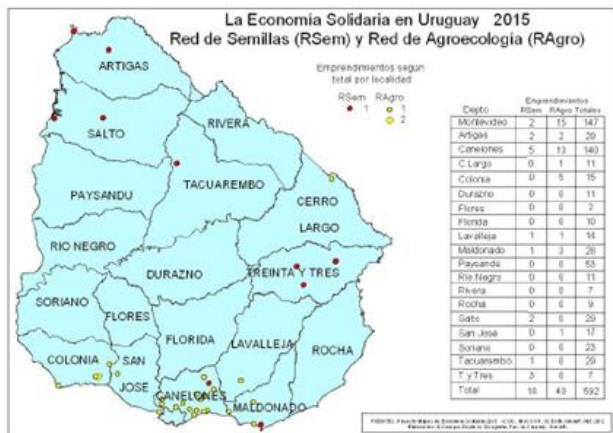 La Economía Solidaria en Uruguay 2015
Red de Semillas (RSem) y Red de Agroecología (RAgro)
Emprendimientos según
total por localidad
RSem RAgro
1 1
2
ARTIGAS
SALTO
RIVERA
PAYSANDU
TACUAREMBO
CERRO
LARGO
RIO NEGRO
DURAZNO
TREINTA Y TRES
SORIANO
FLORES
FLORIDA
LAVALLEJA
ROCHA
COLONIA
SAN
JOSE
CANELONES
MALDONADO
Depto Emprendimientos
RSem RAgro Totales
Montevideo 2 15 147
Artigas 2 2 20
Canelones 5 13 140
C Largo 0 1 11
Colonia 0 5 15
Durazno 0 0 11
Flores 0 0 2
Florida 0 0 10
Lavalleja 1 1 14
Maldonado 1 3 28
Paysandu 0 0 53
Río Negro 0 0 11
Rivera 0 0 7
Rocha 0 0 9
Salto 2 0 29
San José 0 1 17
Soriano 0 0 23
Tacuarembo 1 0 29
T y Tres 3 0 7
Total 18 40 592